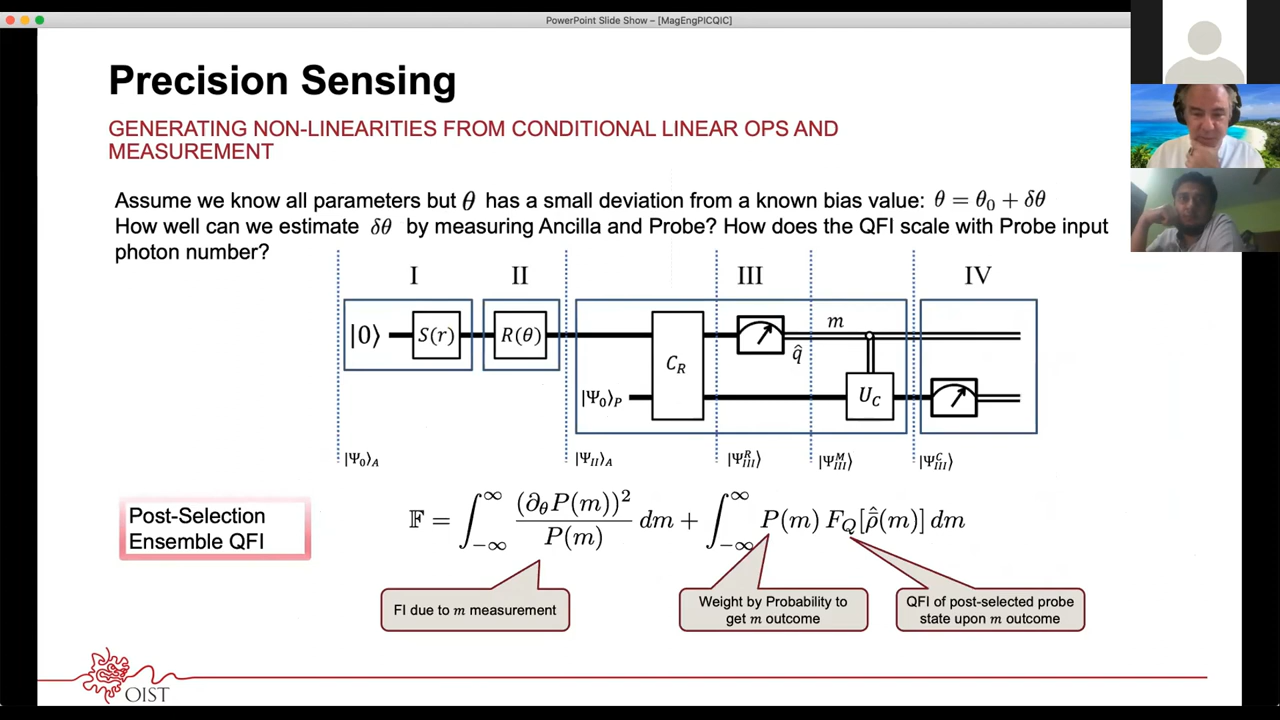 PowerPoint Slide Show – [MagEngPICQIC]
Precision Sensing
GENERATING NON-LINEARITIES FROM CONDITIONAL LINEAR OPS AND
MEASUREMENT
Assume we know all parameters but θ has a small deviation from a known bias value: θ = θ₀ + δθ
How well can we estimate δθ by measuring Ancilla and Probe? How does the QFI scale with Probe input
photon number?
I II III IV
|0⟩ S(r) R(θ) C_R q̂ m
|Ψ₀⟩_P U_C
|Ψ₀⟩_A |Ψ_II⟩_A |Ψ_III^R⟩ |Ψ_III^M⟩ |Ψ_III^C⟩
Post-Selection
Ensemble QFI
𝔽 = ∫_{-∞}^{∞} (∂_θ P(m))² / P(m) dm + ∫_{-∞}^{∞} P(m) F_Q[ρ̂(m)] dm
FI due to m measurement
Weight by Probability to
get m outcome
QFI of post-selected probe
state upon m outcome
OIST